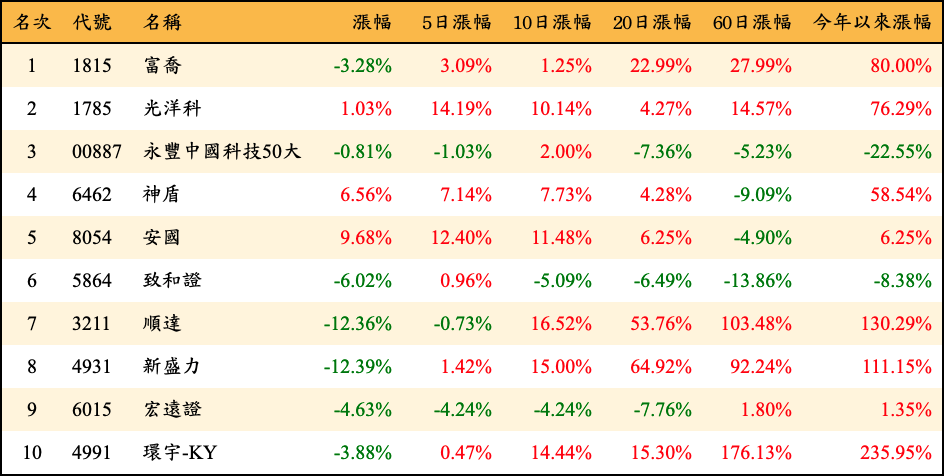 名次 代號 名稱 漲幅 5日漲幅 10日漲幅 20日漲幅 60日漲幅 今年以來漲幅
1 1815 富喬 -3.28% 3.09% 1.25% 22.99% 27.99% 80.00%
2 1785 光洋科 1.03% 14.19% 10.14% 4.27% 14.57% 76.29%
3 00887 永豐中國科技50大 -0.81% -1.03% 2.00% -7.36% -5.23% -22.55%
4 6462 神盾 6.56% 7.14% 7.73% 4.28% -9.09% 58.54%
5 8054 安國 9.68% 12.40% 11.48% 6.25% -4.90% 6.25%
6 5864 致和證 -6.02% 0.96% -5.09% -6.49% -13.86% -8.38%
7 3211 順達 -12.36% -0.73% 16.52% 53.76% 103.48% 130.29%
8 4931 新盛力 -12.39% 1.42% 15.00% 64.92% 92.24% 111.15%
9 6015 宏遠證 -4.63% -4.24% -4.24% -7.76% 1.80% 1.35%
10 4991 環宇-KY -3.88% 0.47% 14.44% 15.30% 176.13% 235.95%